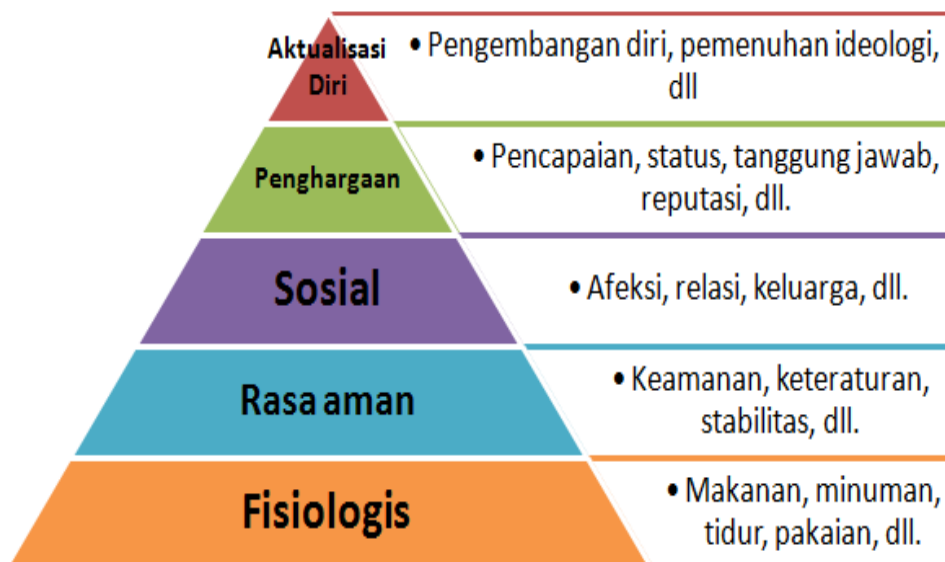 Aktualisasi
Diri
• Pengembangan diri, pemenuhan ideologi,
dll
Penghargaan
• Pencapaian, status, tanggung jawab,
reputasi, dll.
Sosial
• Afeksi, relasi, keluarga, dll.
Rasa aman
• Keamanan, keteraturan,
stabilitas, dll.
Fisiologis
• Makanan, minuman,
tidur, pakaian, dll.